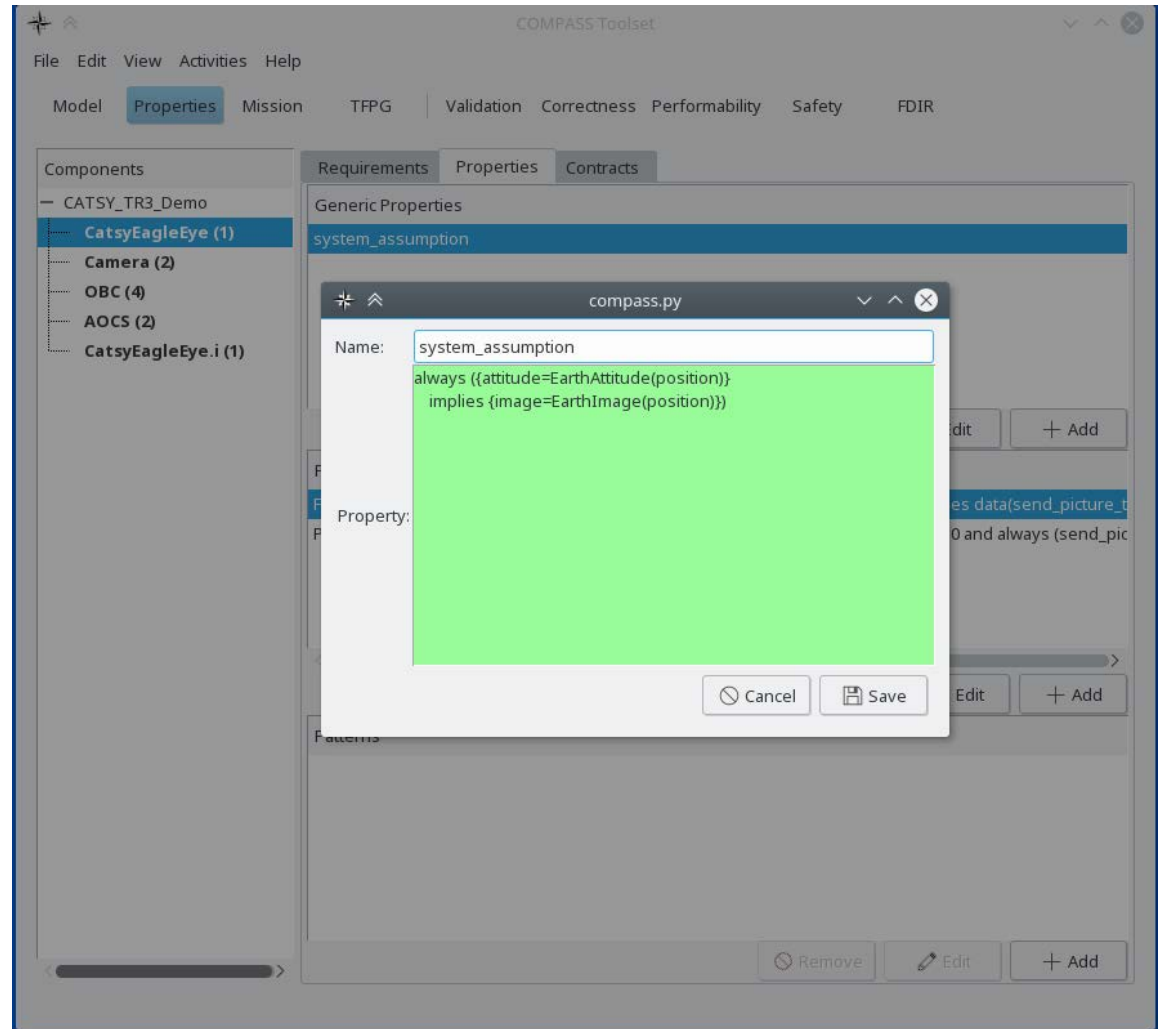 COMPASS Toolset
File Edit View Activities Help
Model Properties Mission TFPG Validation Correctness Performability Safety FDIR
Components
CATSY_TR3_Demo
CatsyEagleEye (1)
Camera (2)
OBC (4)
AOCS (2)
CatsyEagleEye.i (1)
Requirements Properties Contracts
Generic Properties
system_assumption
compass.py
Name: system_assumption
always ({attitude=EarthAttitude(position)}
implies {image=EarthImage(position)})
Property:
Cancel Save
dit + Add
es data(send_picture_t
0 and always (send_pic
Edit + Add
Patterns
Remove Edit + Add